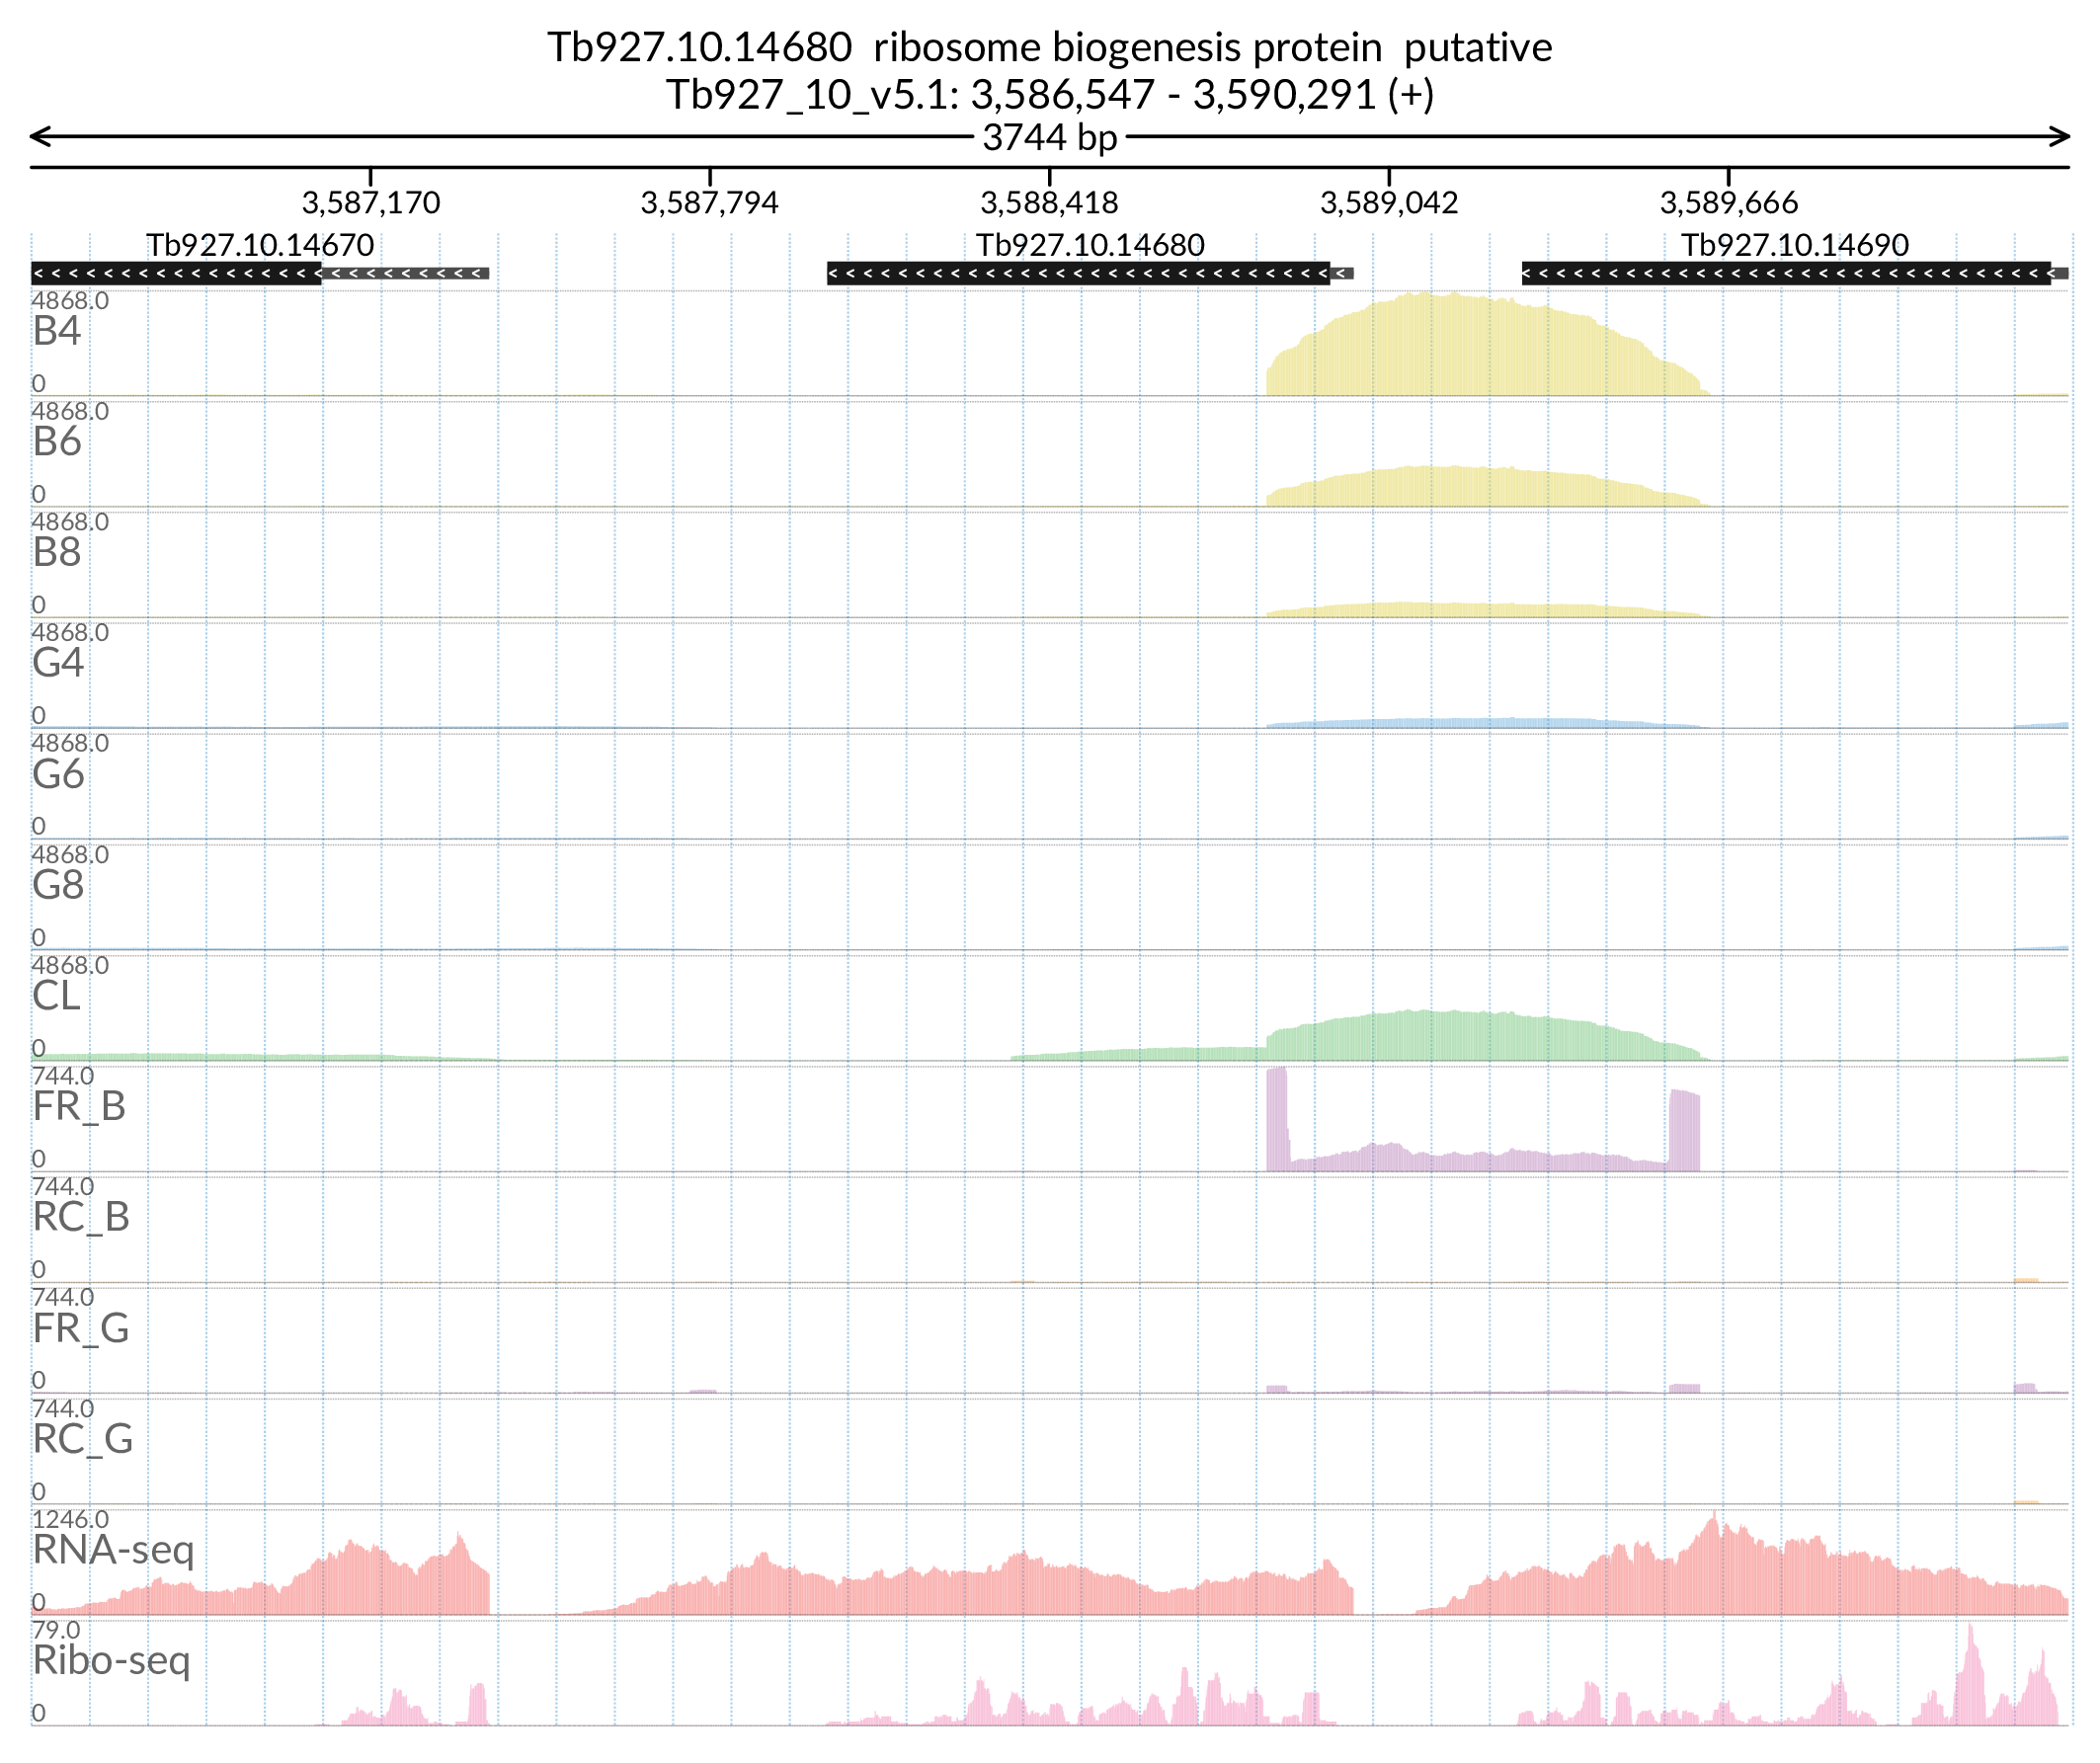 Tb927.10.14680  ribosome biogenesis protein  putative
Tb927_10_v5.1: 3,586,547 - 3,590,291 (+)
3744 bp
3,587,170 3,587,794 3,588,418 3,589,042 3,589,666
Tb927.10.14670 Tb927.10.14680 Tb927.10.14690
4868.0
B4
0
4868.0
B6
0
4868.0
B8
0
4868.0
G4
0
4868.0
G6
0
4868.0
G8
0
4868.0
CL
0
744.0
FR_B
0
744.0
RC_B
0
744.0
FR_G
0
744.0
RC_G
0
1246.0
RNA-seq
0
79.0
Ribo-seq
0